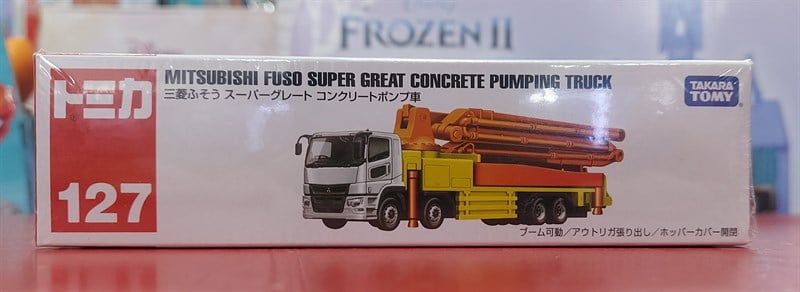 FROZEN II
トミカ
127
MITSUBISHI FUSO SUPER GREAT CONCRETE PUMPING TRUCK
三菱ふそう スーパーグレート コンクリートポンプ車
TAKARA
TOMY
ブーム可動/アウトリガ張り出し/ホッパーカバー開閉